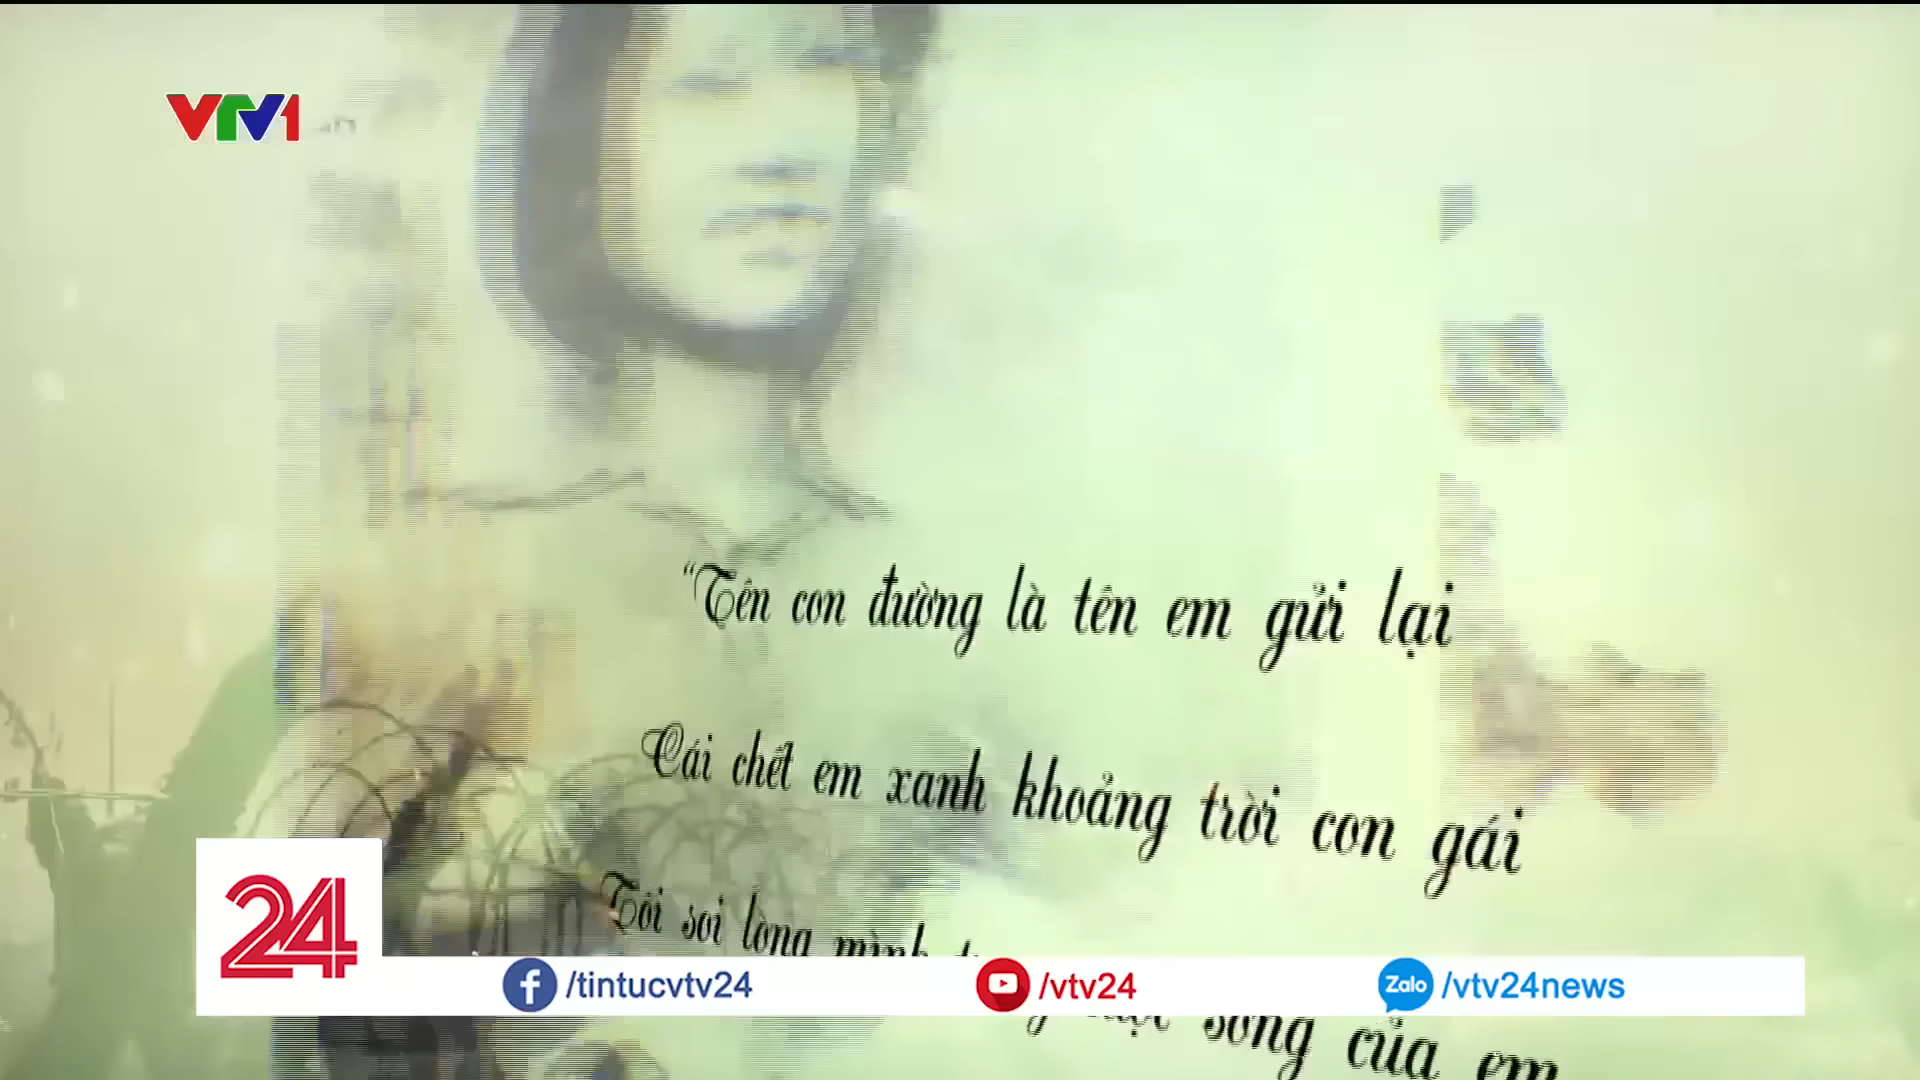 VTV1
“Tên con đường là tên em gửi lại
Cái chết em xanh khoảng trời con gái
Tôi soi lòng mình
sống của em
24
/tintucvtv24
/vtv24
Zalo /vtv24news